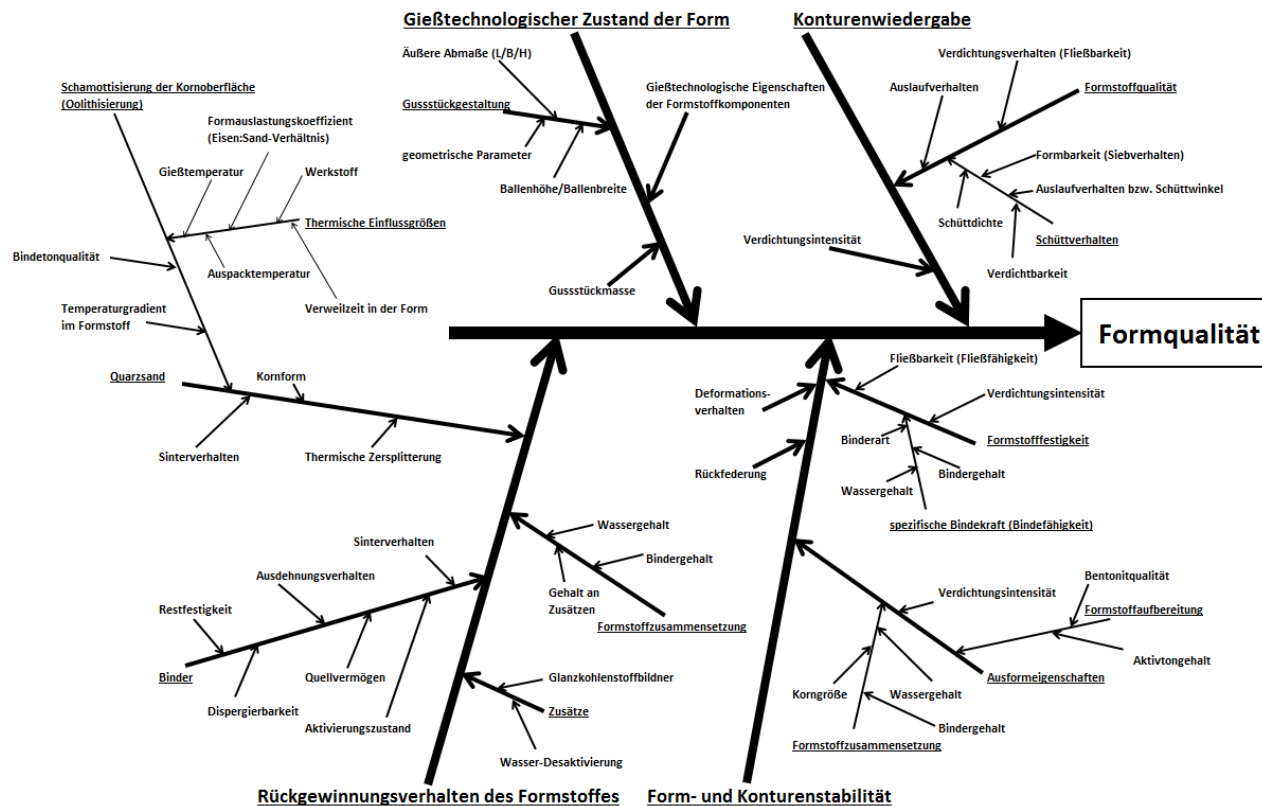 Gießtechnologischer Zustand der Form
Konturenwiedergabe
Äußere Abmaße (L/B/H)
Gussstückgestaltung
geometrische Parameter
Ballenhöhe/Ballenbreite
Gießtechnologische Eigenschaften
der Formstoffkomponenten
Gussstückmasse
Verdichtungsverhalten (Fließbarkeit)
Auslaufverhalten
Formstoffqualität
Formbarkeit (Siebverhalten)
Auslaufverhalten bzw. Schüttwinkel
Schüttdichte
Schüttverhalten
Verdichtbarkeit
Verdichtungsintensität
Schamottisierung der Kornoberfläche
(Oolithisierung)
Formauslastungskoeffizient
(Eisen:Sand-Verhältnis)
Gießtemperatur
Werkstoff
Thermische Einflussgrößen
Bindetonqualität
Auspacktemperatur
Verweilzeit in der Form
Temperaturgradient
im Formstoff
Formqualität
Quarzsand
Kornform
Sinterverhalten
Thermische Zersplitterung
Wassergehalt
Bindergehalt
Gehalt an
Zusätzen
Formstoffzusammensetzung
Sinterverhalten
Ausdehnungsverhalten
Restfestigkeit
Binder
Quellvermögen
Dispergierbarkeit
Aktivierungszustand
Glanzkohlenstoffbildner
Zusätze
Wasser-Desaktivierung
Fließbarkeit (Fließfähigkeit)
Deformations-
verhalten
Verdichtungsintensität
Formstofffestigkeit
Binderart
Bindergehalt
Rückfederung
Wassergehalt
spezifische Bindekraft (Bindefähigkeit)
Bentonitqualität
Verdichtungsintensität
Formstoffaufbereitung
Aktivtongehalt
Ausformeigenschaften
Korngröße
Wassergehalt
Bindergehalt
Formstoffzusammensetzung
Rückgewinnungsverhalten des Formstoffes
Form- und Konturenstabilität